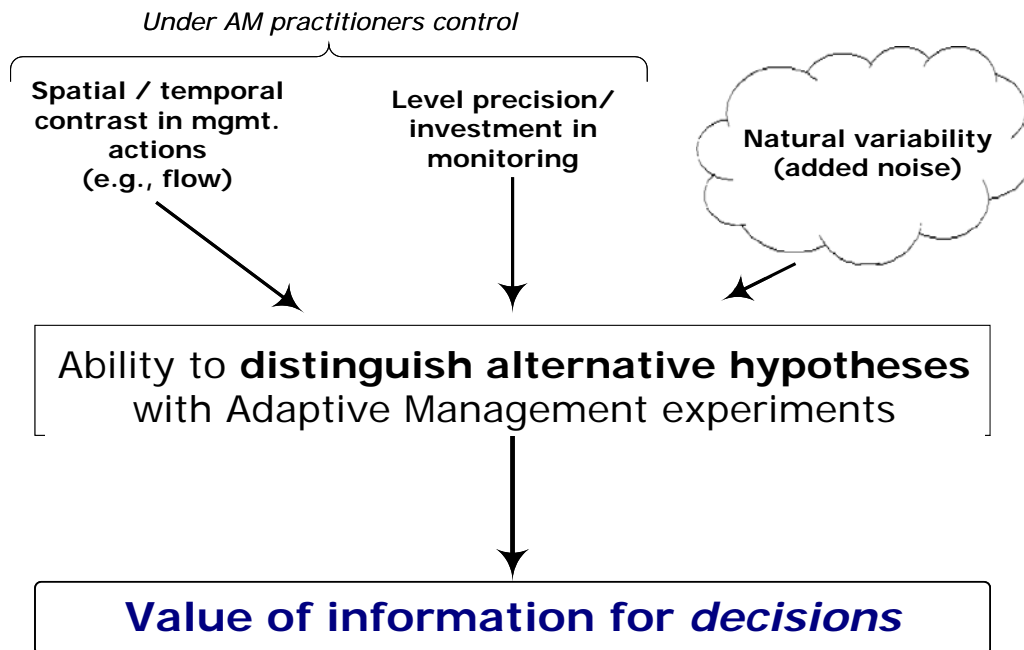 Under AM practitioners control
Spatial / temporal
contrast in mgmt.
actions
(e.g., flow)
Level precision/
investment in
monitoring
Natural variability
(added noise)
Ability to distinguish alternative hypotheses
with Adaptive Management experiments
Value of information for decisions